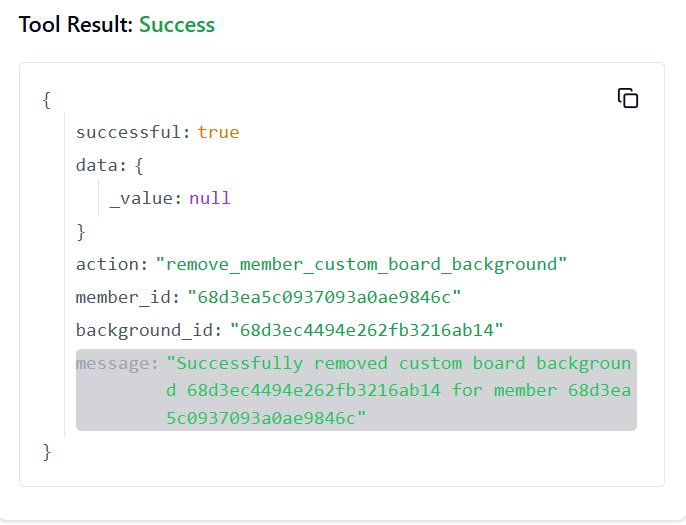 Tool Result: Success
{
successful: true
data: {
_value: null
}
action: "remove_member_custom_board_background"
member_id: "68d3ea5c0937093a0ae9846c"
background_id: "68d3ec4494e262fb3216ab14"
message: "Successfully removed custom board backgroun
d 68d3ec4494e262fb3216ab14 for member 68d3ea
5c0937093a0ae9846c"
}